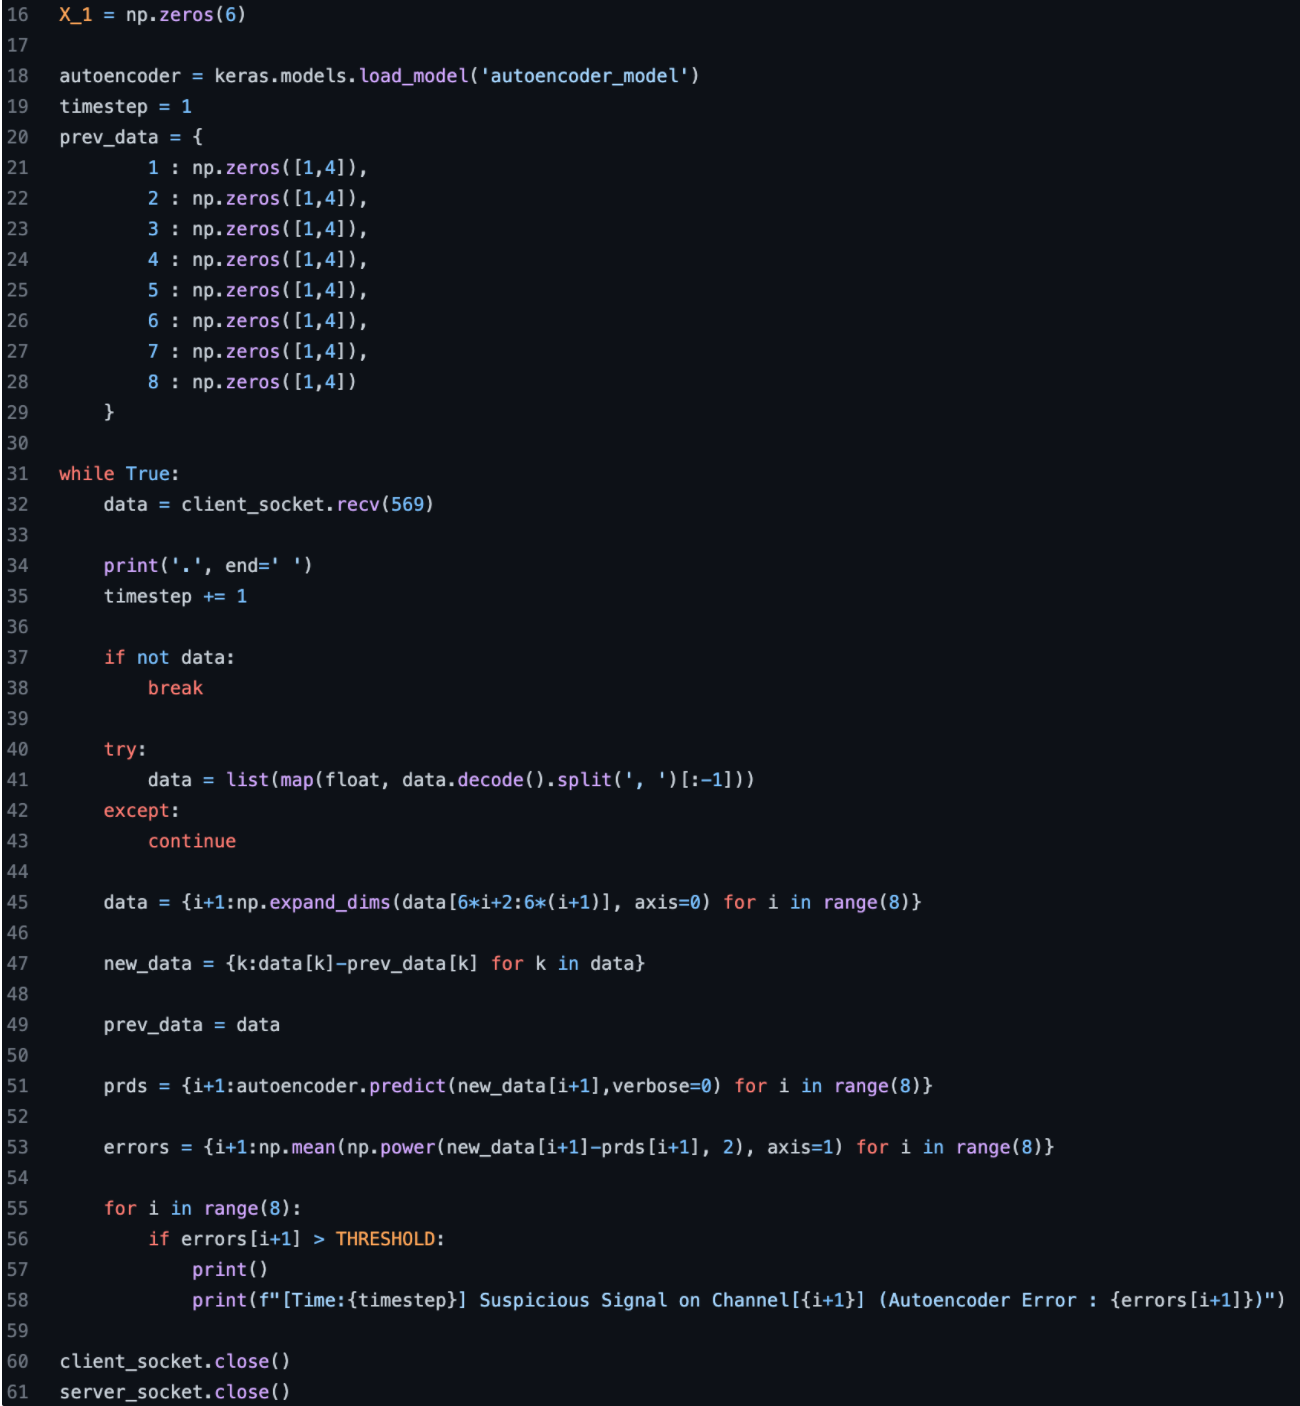 16 X_1 = np.zeros(6)
17
18 autoencoder = keras.models.load_model('autoencoder_model')
19 timestep = 1
20 prev_data = {
21         1 : np.zeros([1,4]),
22         2 : np.zeros([1,4]),
23         3 : np.zeros([1,4]),
24         4 : np.zeros([1,4]),
25         5 : np.zeros([1,4]),
26         6 : np.zeros([1,4]),
27         7 : np.zeros([1,4]),
28         8 : np.zeros([1,4])
29     }
30
31 while True:
32     data = client_socket.recv(569)
33
34     print('.', end=' ')
35     timestep += 1
36
37     if not data:
38         break
39
40     try:
41         data = list(map(float, data.decode().split(', ')[:-1]))
42     except:
43         continue
44
45     data = {i+1:np.expand_dims(data[6*i+2:6*(i+1)], axis=0) for i in range(8)}
46
47     new_data = {k:data[k]-prev_data[k] for k in data}
48
49     prev_data = data
50
51     prds = {i+1:autoencoder.predict(new_data[i+1],verbose=0) for i in range(8)}
52
53     errors = {i+1:np.mean(np.power(new_data[i+1]-prds[i+1], 2), axis=1) for i in range(8)}
54
55     for i in range(8):
56         if errors[i+1] > THRESHOLD:
57             print()
58             print(f"[Time:{timestep}] Suspicious Signal on Channel[{i+1}] (Autoencoder Error : {errors[i+1]})")
59
60 client_socket.close()
61 server_socket.close()